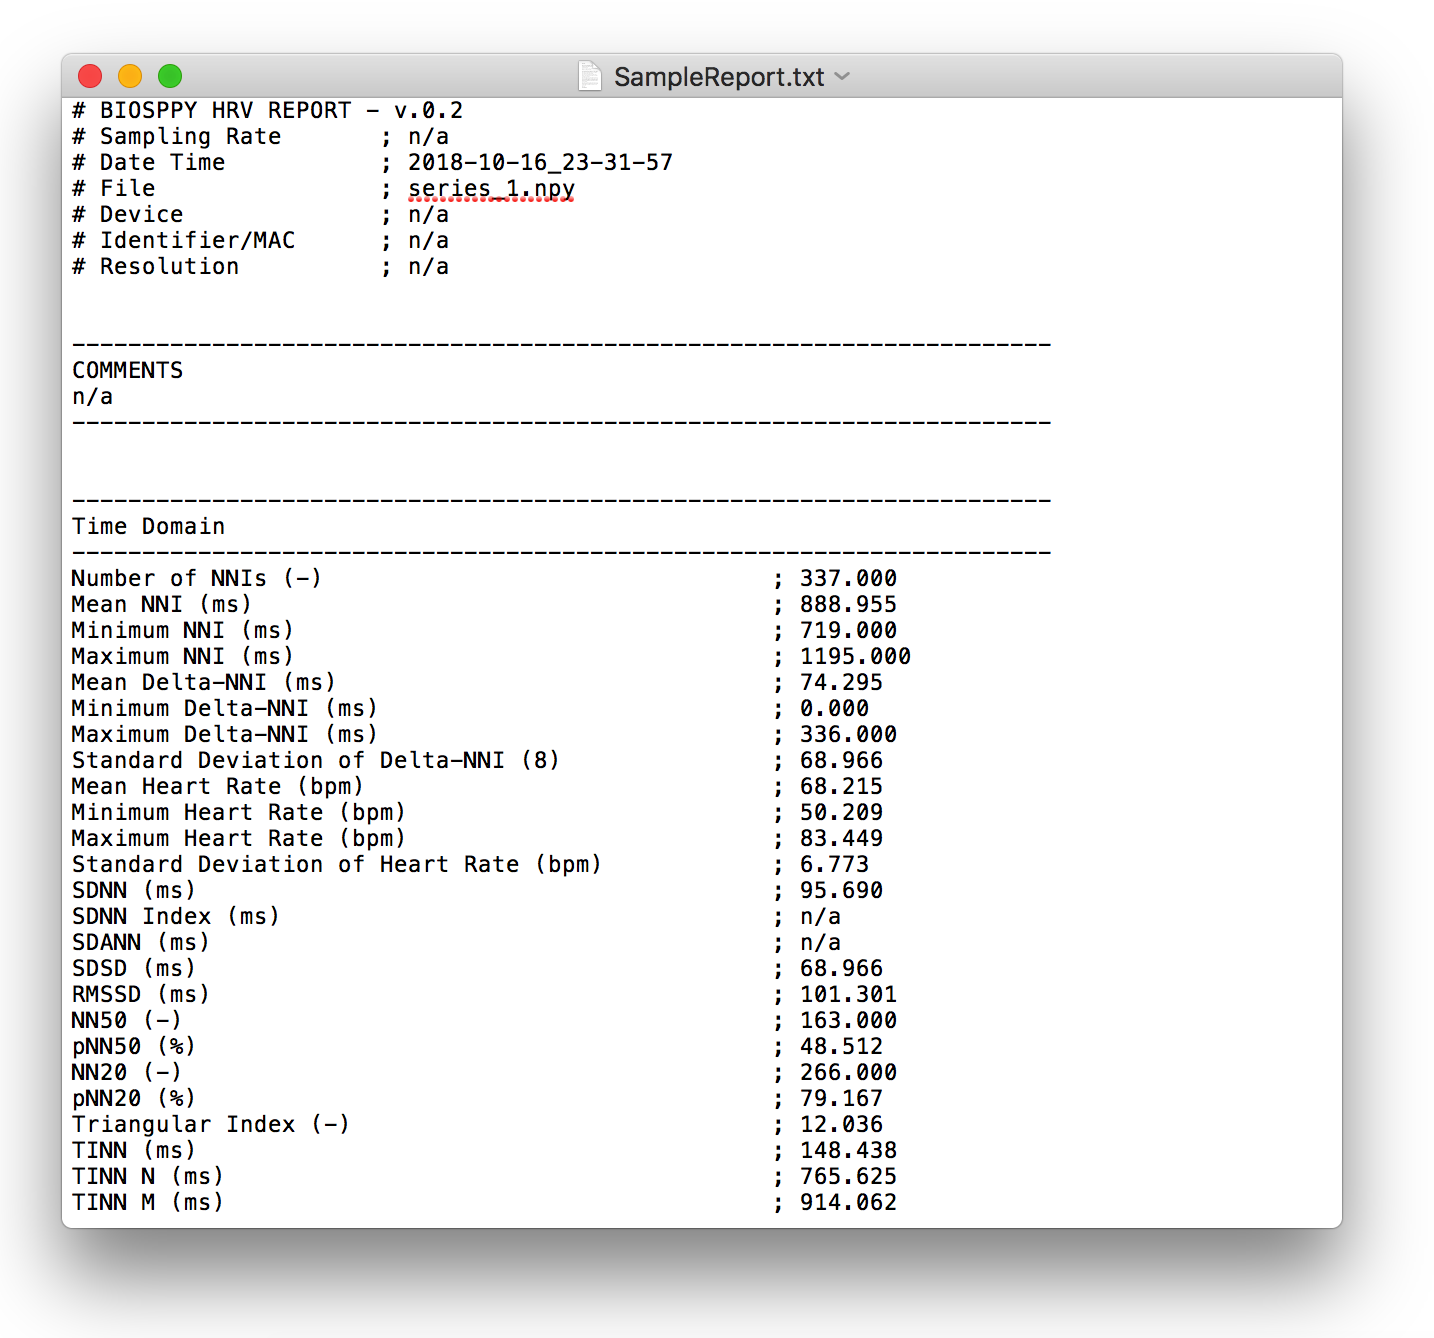 SampleReport.txt
# BIOSPPY HRV REPORT - v.0.2
# Sampling Rate ; n/a
# Date Time ; 2018-10-16_23-31-57
# File ; series_1.npy
# Device ; n/a
# Identifier/MAC ; n/a
# Resolution ; n/a
----------------------------------------------------------------------
COMMENTS
n/a
----------------------------------------------------------------------
----------------------------------------------------------------------
Time Domain
----------------------------------------------------------------------
Number of NNIs (-) ; 337.000
Mean NNI (ms) ; 888.955
Minimum NNI (ms) ; 719.000
Maximum NNI (ms) ; 1195.000
Mean Delta-NNI (ms) ; 74.295
Minimum Delta-NNI (ms) ; 0.000
Maximum Delta-NNI (ms) ; 336.000
Standard Deviation of Delta-NNI (8) ; 68.966
Mean Heart Rate (bpm) ; 68.215
Minimum Heart Rate (bpm) ; 50.209
Maximum Heart Rate (bpm) ; 83.449
Standard Deviation of Heart Rate (bpm) ; 6.773
SDNN (ms) ; 95.690
SDNN Index (ms) ; n/a
SDANN (ms) ; n/a
SDSD (ms) ; 68.966
RMSSD (ms) ; 101.301
NN50 (-) ; 163.000
pNN50 (%) ; 48.512
NN20 (-) ; 266.000
pNN20 (%) ; 79.167
Triangular Index (-) ; 12.036
TINN (ms) ; 148.438
TINN N (ms) ; 765.625
TINN M (ms) ; 914.062